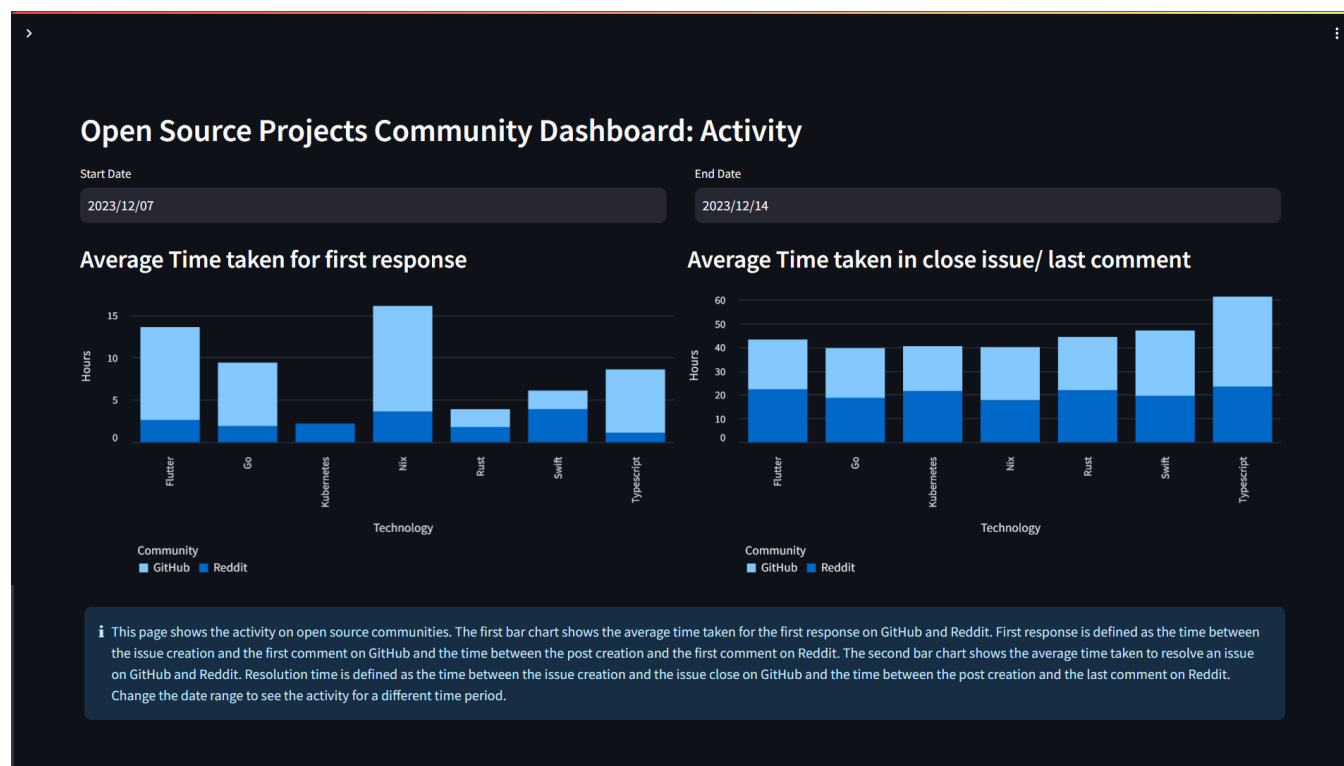 Open Source Projects Community Dashboard: Activity
Start Date
End Date
2023/12/07
2023/12/14
Average Time taken for first response
Average Time taken in close issue/ last comment
15
10
5
0
Hours
Flutter
Go
Kubernetes
Nix
Rust
Swift
Typescript
Technology
Community
GitHub Reddit
60
50
40
30
20
10
0
Hours
Flutter
Go
Kubernetes
Nix
Rust
Swift
Typescript
Technology
Community
GitHub Reddit
This page shows the activity on open source communities. The first bar chart shows the average time taken for the first response on GitHub and Reddit. First response is defined as the time between
the issue creation and the first comment on GitHub and the time between the post creation and the first comment on Reddit. The second bar chart shows the average time taken to resolve an issue
on GitHub and Reddit. Resolution time is defined as the time between the issue creation and the issue close on GitHub and the time between the post creation and the last comment on Reddit.
Change the date range to see the activity for a different time period.